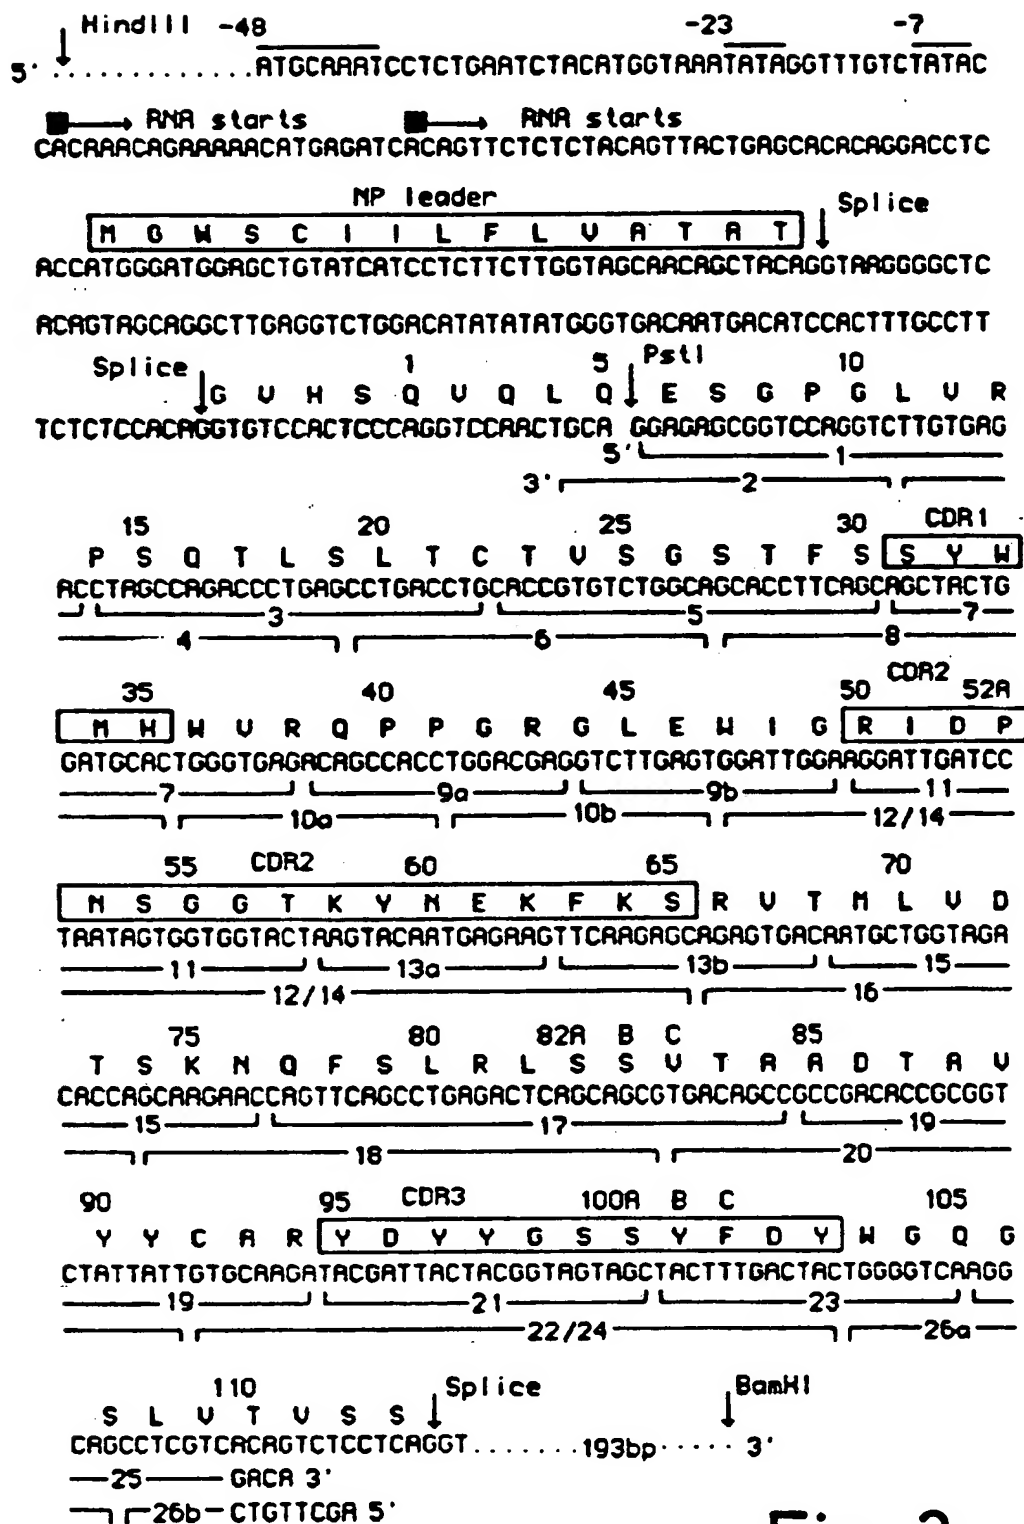 HindIII -48 -23 -7
5' . . . . . . . . . . . . . ATGCAAATCCTCTGAATCTACATGGTAAATATAGGTTTGTCTATAC
RNA starts RNA starts
CACAAACAGAAAAACATGAGATCACAGTTCTCTCTACAGTTACTGAGCACACAGGACCTC
NP leader Splice
M G W S C I I L F L V A T A T
ACCATGGGATGGAGCTGTATCATCCTCTTCTTGGTAGCAACAGCTACAGGTAAGGGGCTC
ACAGTAGCAGGCTTGAGGTCTGGACATATATATGGGTGACAATGACATCCACTTTGCCTT
Splice 1 5 PstI 10
G V H S Q V Q L Q E S G P G L V R
TCTCTCCACAGGTGTCCACTCCCAGGTCCAACTGCA GGAGAGCGGTCCAGGTCTTGTGAG
5' 1
3' 2
15 20 25 30 CDR1
P S Q T L S L T C T V S G S T F S S Y W
ACCTAGCCAGACCCTGAGCCTGACCTGCACCGTGTCTGGCAGCACCTTCAGCAGCTACTG
3 5 7
4 6 8
35 40 45 50 CDR2 52A
M H W V R Q P P G R G L E W I G R I D P
GATGCACTGGGTGAGACAGCCACCTGGACGAGGTCTTGAGTGGATTGGAAGGATTGATCC
7 9a 9b 11
10a 10b 12/14
55 CDR2 60 65 70
N S G G T K Y N E K F K S R V T M L V D
TAATAGTGGTGGTACTAAGTACAATGAGAAGTTCAAGAGCAGAGTGACAATGCTGGTAGA
11 13a 13b 15
12/14 16
75 80 82A B C 85
T S K N Q F S L R L S S V T A A D T A V
CACCAGCAAGAACCAGTTCAGCCTGAGACTCAGCAGCGTGACAGCCGCCGACACCGCGGT
15 17 19
18 20
90 95 CDR3 100A B C 105
Y Y C A R Y D Y Y G S S Y F D Y W G Q G
CTATTATTGTGCAAGATACGATTACTACGGTAGTAGCTACTTTGACTACTGGGGTCAAGG
19 21 23
22/24 26a
110 Splice BamHI
S L V T V S S
CAGCCTCGTCACAGTCTCCTCAGGT . . . . . . . 193bp . . . . . 3'
25 GACA 3'
26b CTGTTCGA 5'